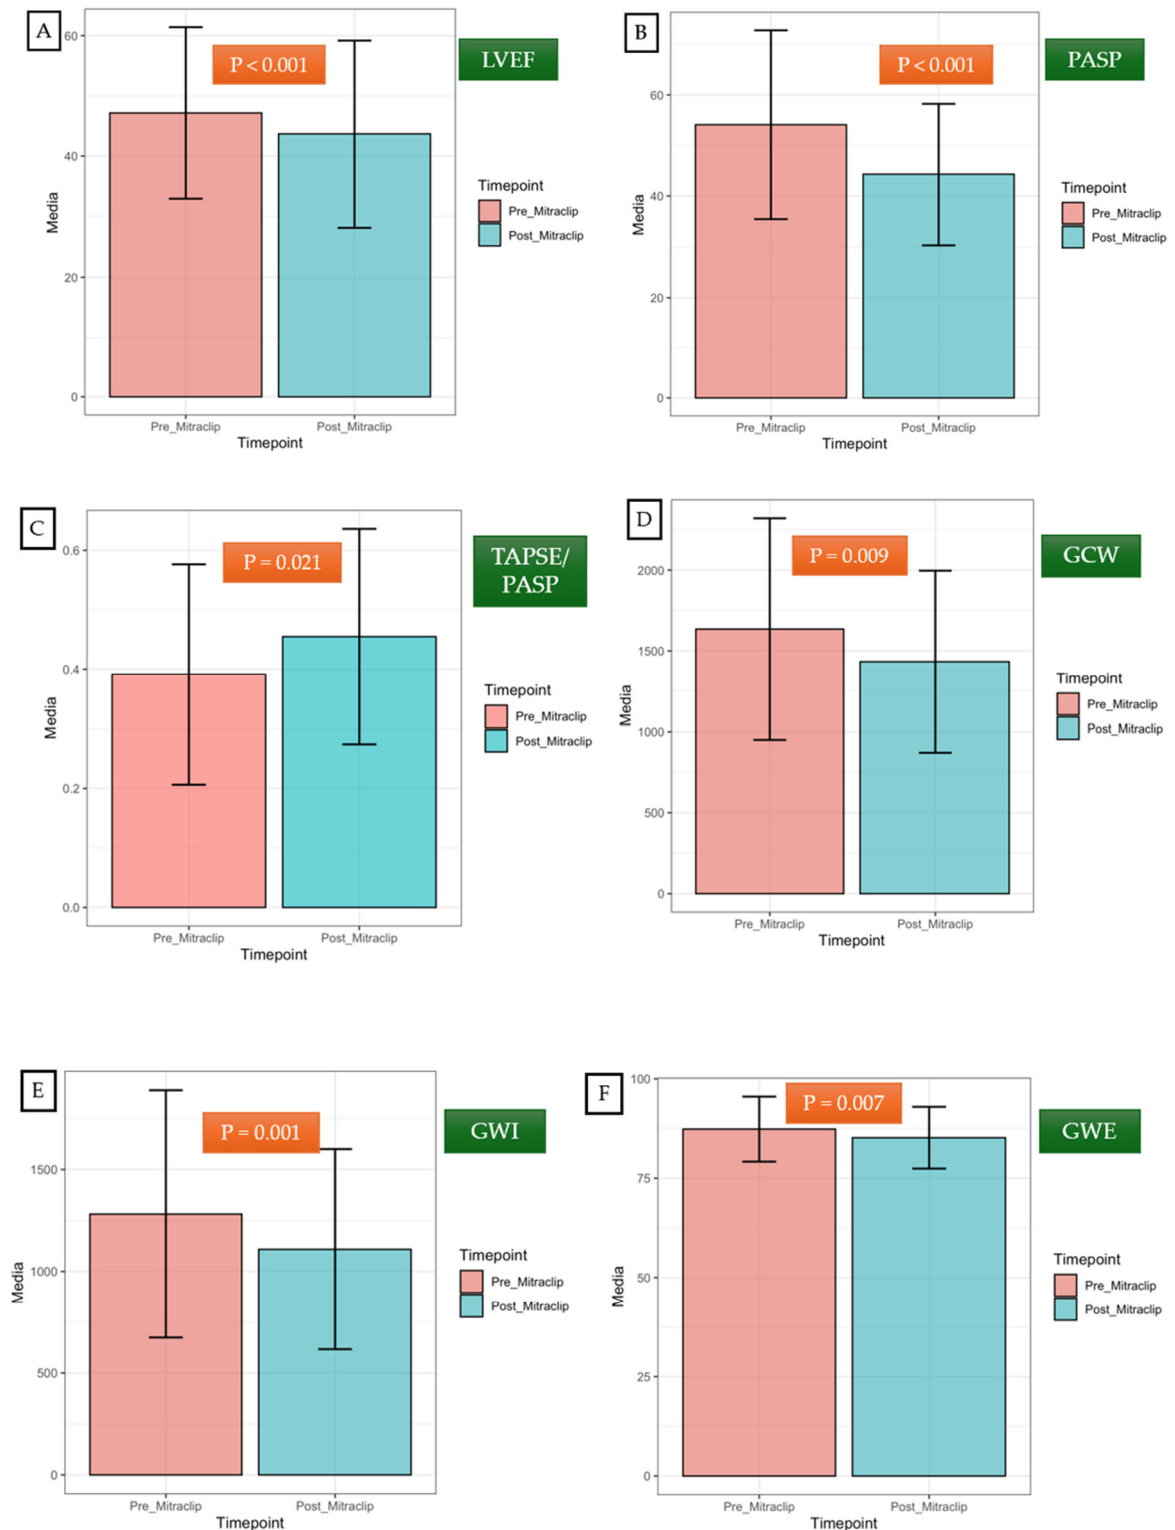 A
P < 0.001
LVEF
60
40
20
0
Media
Pre_Mitraclip
Post_Mitraclip
Timepoint
Timepoint
Pre_Mitraclip
Post_Mitraclip
B
P < 0.001
PASP
60
40
20
0
Media
Pre_Mitraclip
Post_Mitraclip
Timepoint
Timepoint
Pre_Mitraclip
Post_Mitraclip
C
P = 0.021
TAPSE/
PASP
0.6
0.4
0.2
0.0
Media
Pre_Mitraclip
Post_Mitraclip
Timepoint
Timepoint
Pre_Mitraclip
Post_Mitraclip
D
P = 0.009
GCW
2000
1500
1000
500
0
Media
Pre_Mitraclip
Post_Mitraclip
Timepoint
Timepoint
Pre_Mitraclip
Post_Mitraclip
E
P = 0.001
GWI
1500
1000
500
0
Media
Pre_Mitraclip
Post_Mitraclip
Timepoint
Timepoint
Pre_Mitraclip
Post_Mitraclip
F
P = 0.007
GWE
100
75
50
25
0
Media
Pre_Mitraclip
Post_Mitraclip
Timepoint
Timepoint
Pre_Mitraclip
Post_Mitraclip